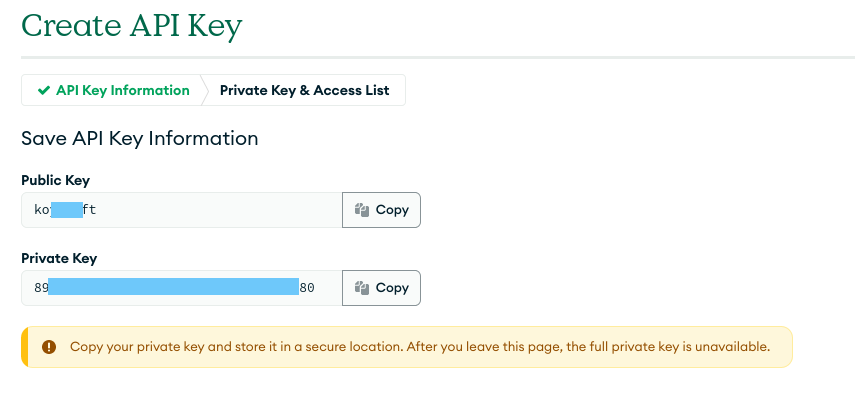 Create API Key
API Key Information
Private Key & Access List
Save API Key Information
Public Key
ko ft
Copy
Private Key
89 80
Copy
Copy your private key and store it in a secure location. After you leave this page, the full private key is unavailable.